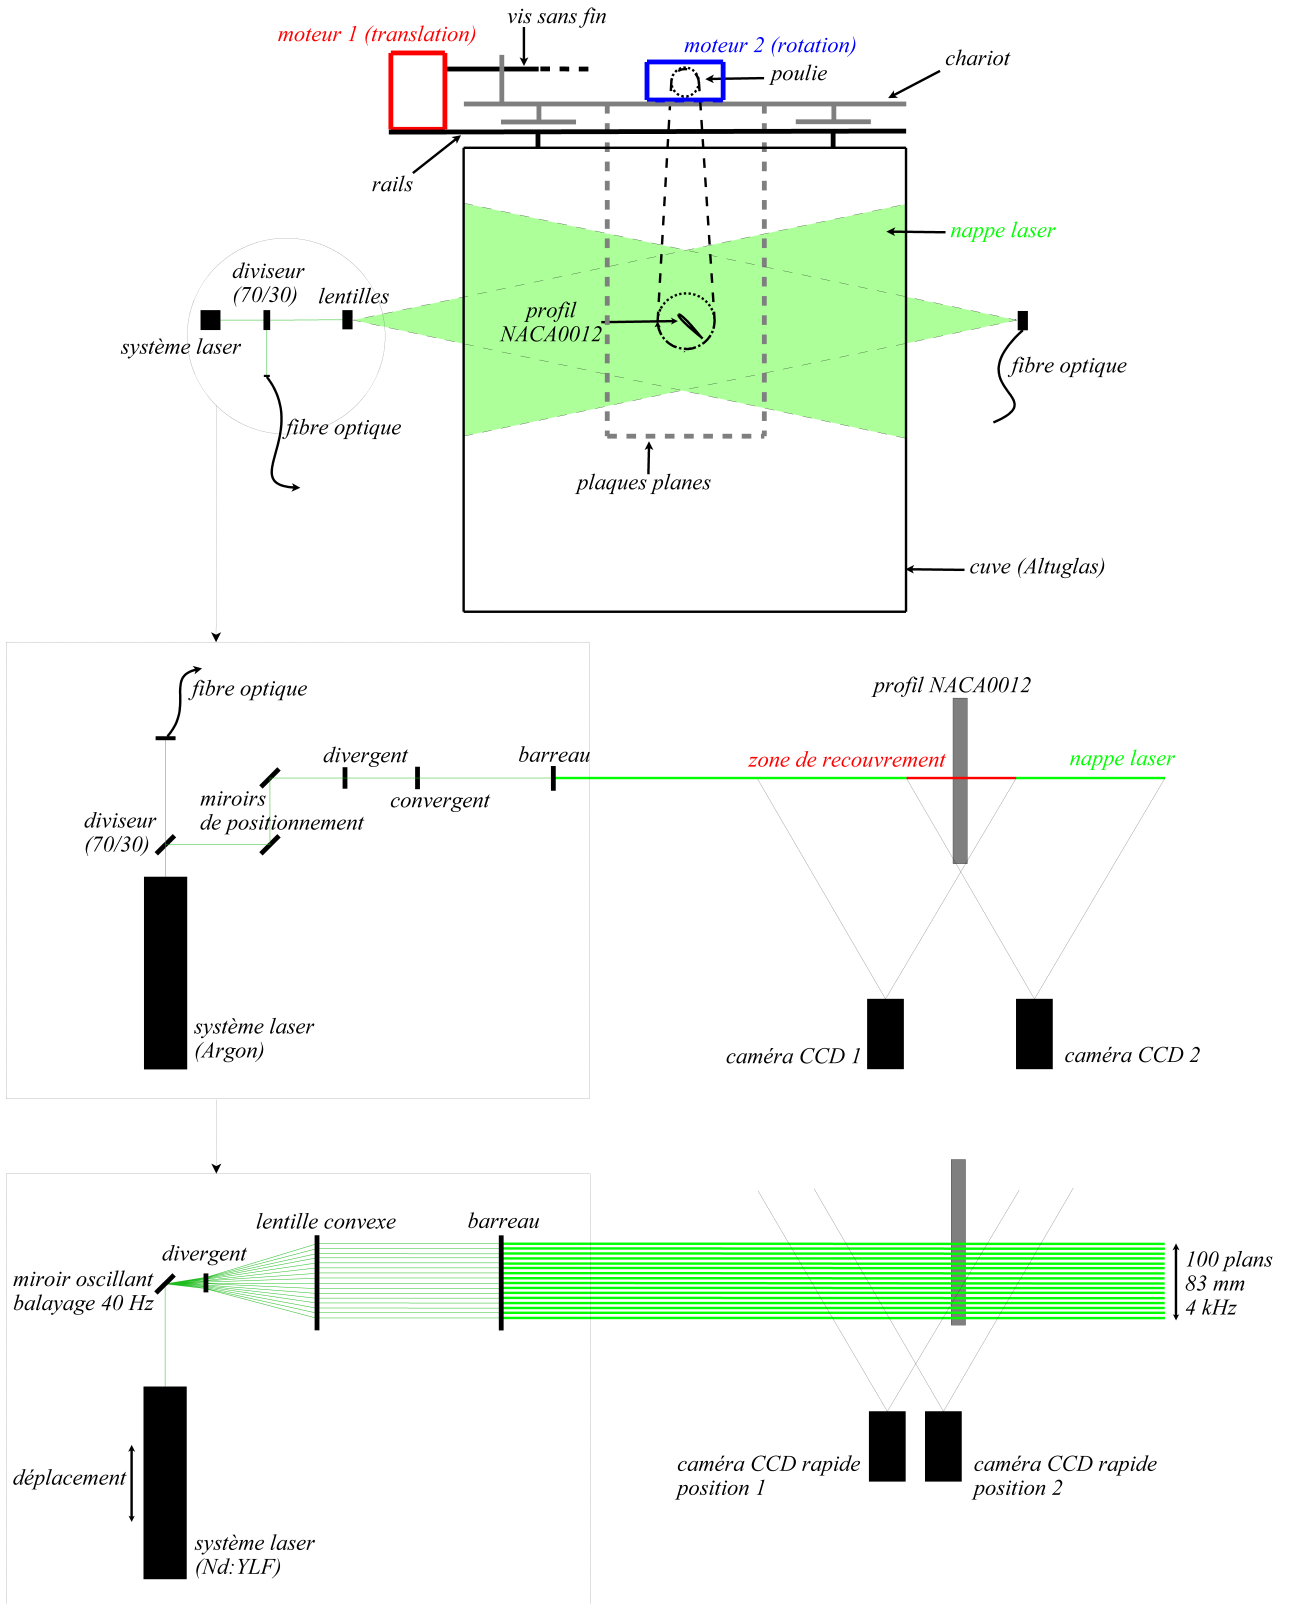 vis sans fin
moteur 1 (translation)
moteur 2 (rotation)
poulie
chariot
rails
nappe laser
diviseur
(70/30)
lentilles
profil
NACA0012
système laser
fibre optique
fibre optique
plaques planes
cuve (Altuglas)
fibre optique
profil NACA0012
divergent
barreau
zone de recouvrement
nappe laser
miroirs
de positionnement
convergent
diviseur
(70/30)
système laser
(Argon)
caméra CCD 1
caméra CCD 2
lentille convexe
barreau
divergent
miroir oscillant
balayage 40 Hz
100 plans
83 mm
4 kHz
déplacement
caméra CCD rapide
position 1
caméra CCD rapide
position 2
système laser
(Nd:YLF)